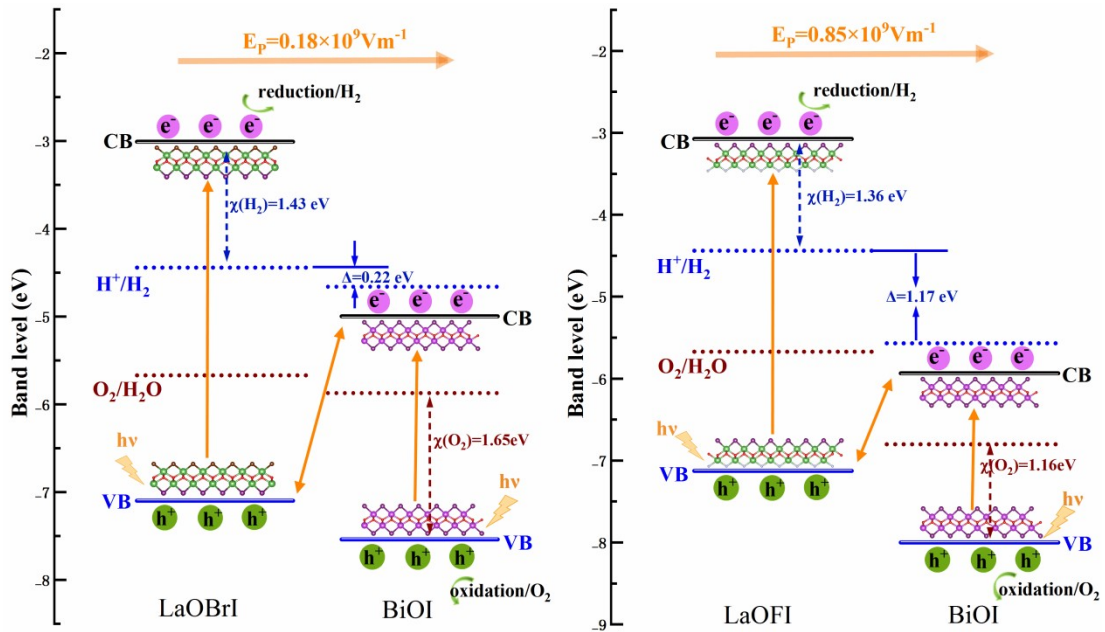 E_P=0.18×10⁹Vm⁻¹
-2
-3
-4
-5
-6
-7
-8
Band level (eV)
reduction/H₂
e⁻ e⁻ e⁻
CB
χ(H₂)=1.43 eV
H⁺/H₂
Δ=0.22 eV
e⁻ e⁻ e⁻
CB
O₂/H₂O
χ(O₂)=1.65eV
hν
hν
VB
h⁺ h⁺ h⁺
VB
h⁺ h⁺ h⁺
oxidation/O₂
LaOBrI
BiOI
E_P=0.85×10⁹Vm⁻¹
-2
-3
-4
-5
-6
-7
-8
-9
Band level (eV)
reduction/H₂
e⁻ e⁻ e⁻
CB
χ(H₂)=1.36 eV
H⁺/H₂
Δ=1.17 eV
O₂/H₂O
e⁻ e⁻ e⁻
CB
hν
χ(O₂)=1.16eV
VB
h⁺ h⁺ h⁺
hν
VB
h⁺ h⁺ h⁺
oxidation/O₂
LaOFI
BiOI